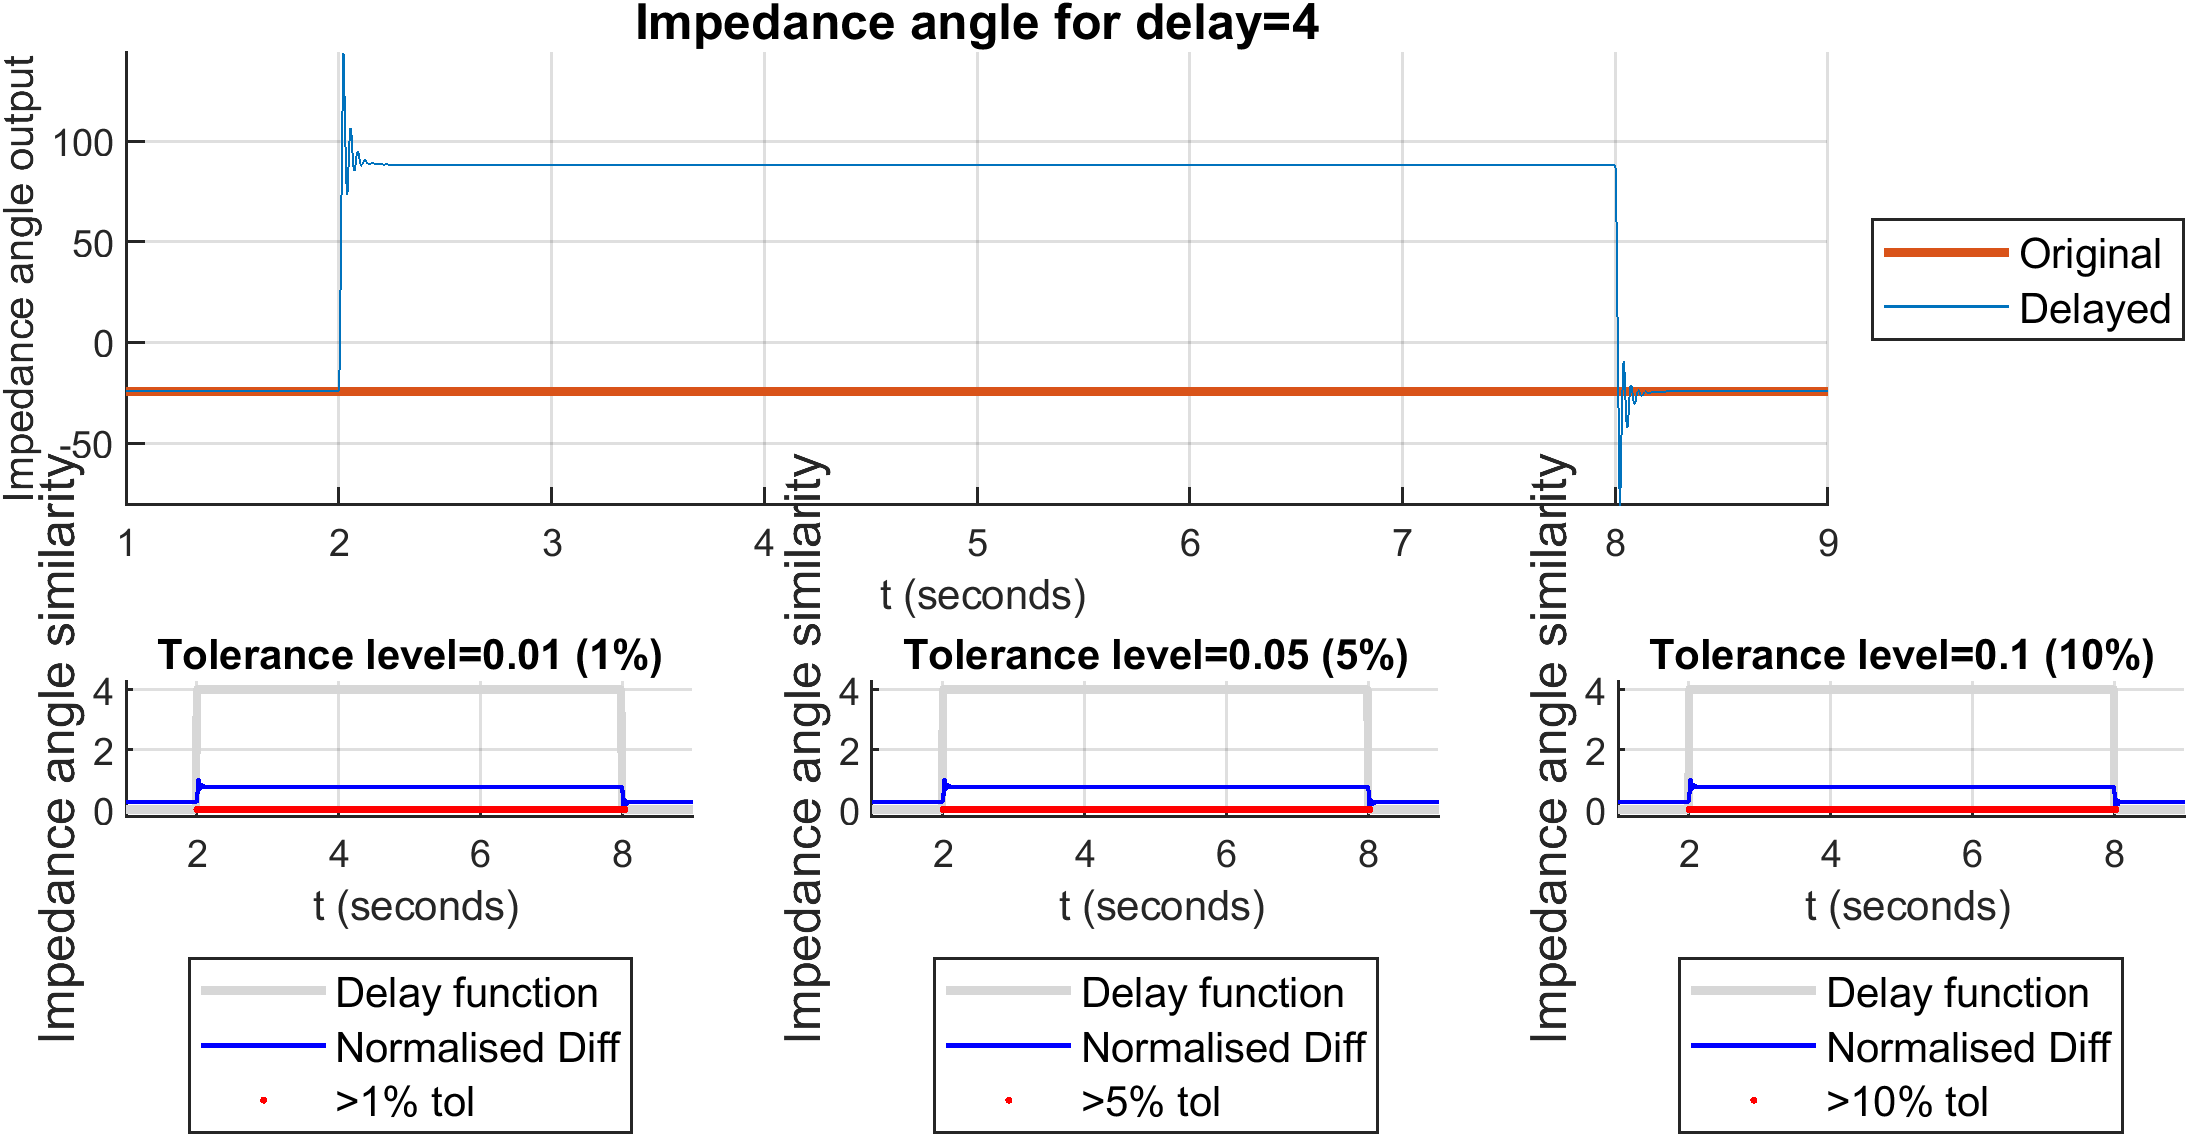 Impedance angle for delay=4
Impedance angle output
100
50
0
-50
1 2 3 4 5 6 7 8 9
t (seconds)
Original
Delayed
Tolerance level=0.01 (1%)
Impedance angle similarity
4
2
0
2 4 6 8
t (seconds)
Delay function
Normalised Diff
>1% tol
Tolerance level=0.05 (5%)
Impedance angle similarity
4
2
0
2 4 6 8
t (seconds)
Delay function
Normalised Diff
>5% tol
Tolerance level=0.1 (10%)
Impedance angle similarity
4
2
0
2 4 6 8
t (seconds)
Delay function
Normalised Diff
>10% tol